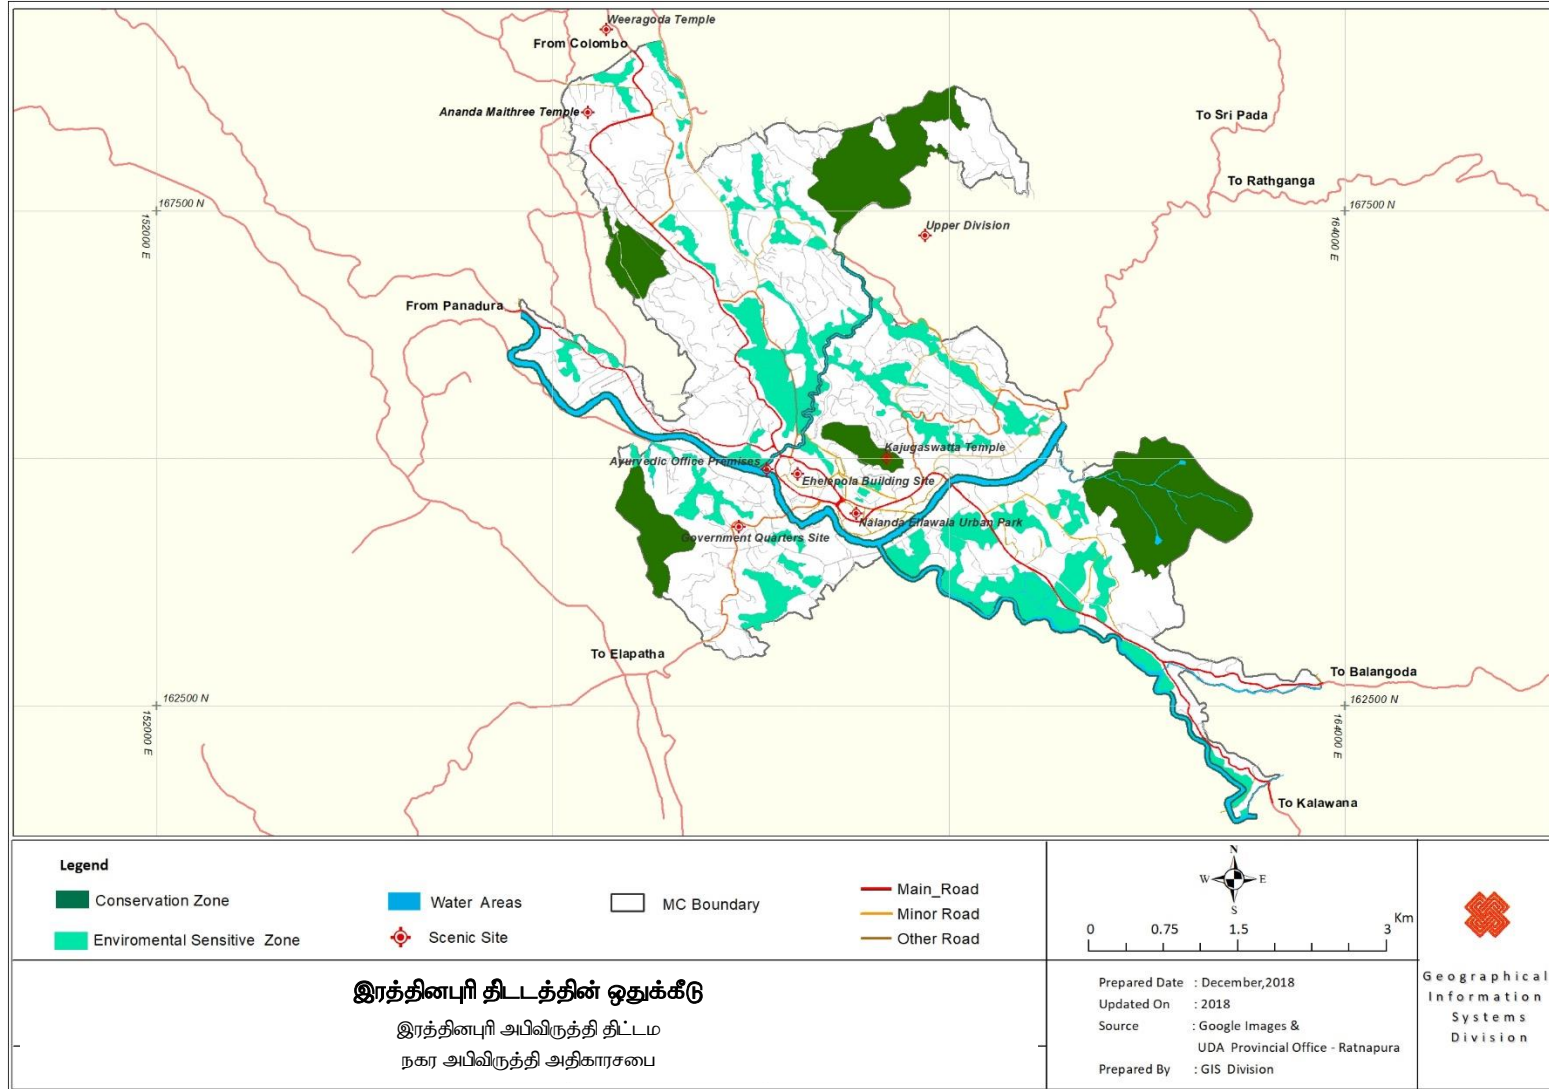 Weeragoda Temple
From Colombo
Ananda Maithree Temple
To Sri Pada
To Rathganga
167500 N
167500 N
152000 E
164000 E
Upper Division
From Panadura
Kajugaswatta Temple
Ayurvedic Office Premises
Ehelepola Building Site
Nalanda Ellawala Urban Park
Government Quarters Site
To Elapatha
To Balangoda
162500 N
162500 N
152000 E
164000 E
To Kalawana
Legend
Conservation Zone
Water Areas
MC Boundary
Main_Road
Minor Road
Enviromental Sensitive Zone
Scenic Site
Other Road
N
W E
S
0 0.75 1.5 3 Km
இரத்தினபுரி திடடத்தின் ஒதுக்கீடு
இரத்தினபுரி அபிவிருத்தி திட்டம
நகர அபிவிருத்தி அதிகாரசபை
Prepared Date : December,2018
Updated On : 2018
Source : Google Images &
UDA Provincial Office - Ratnapura
Prepared By : GIS Division
Geographical
Information
Systems
Division